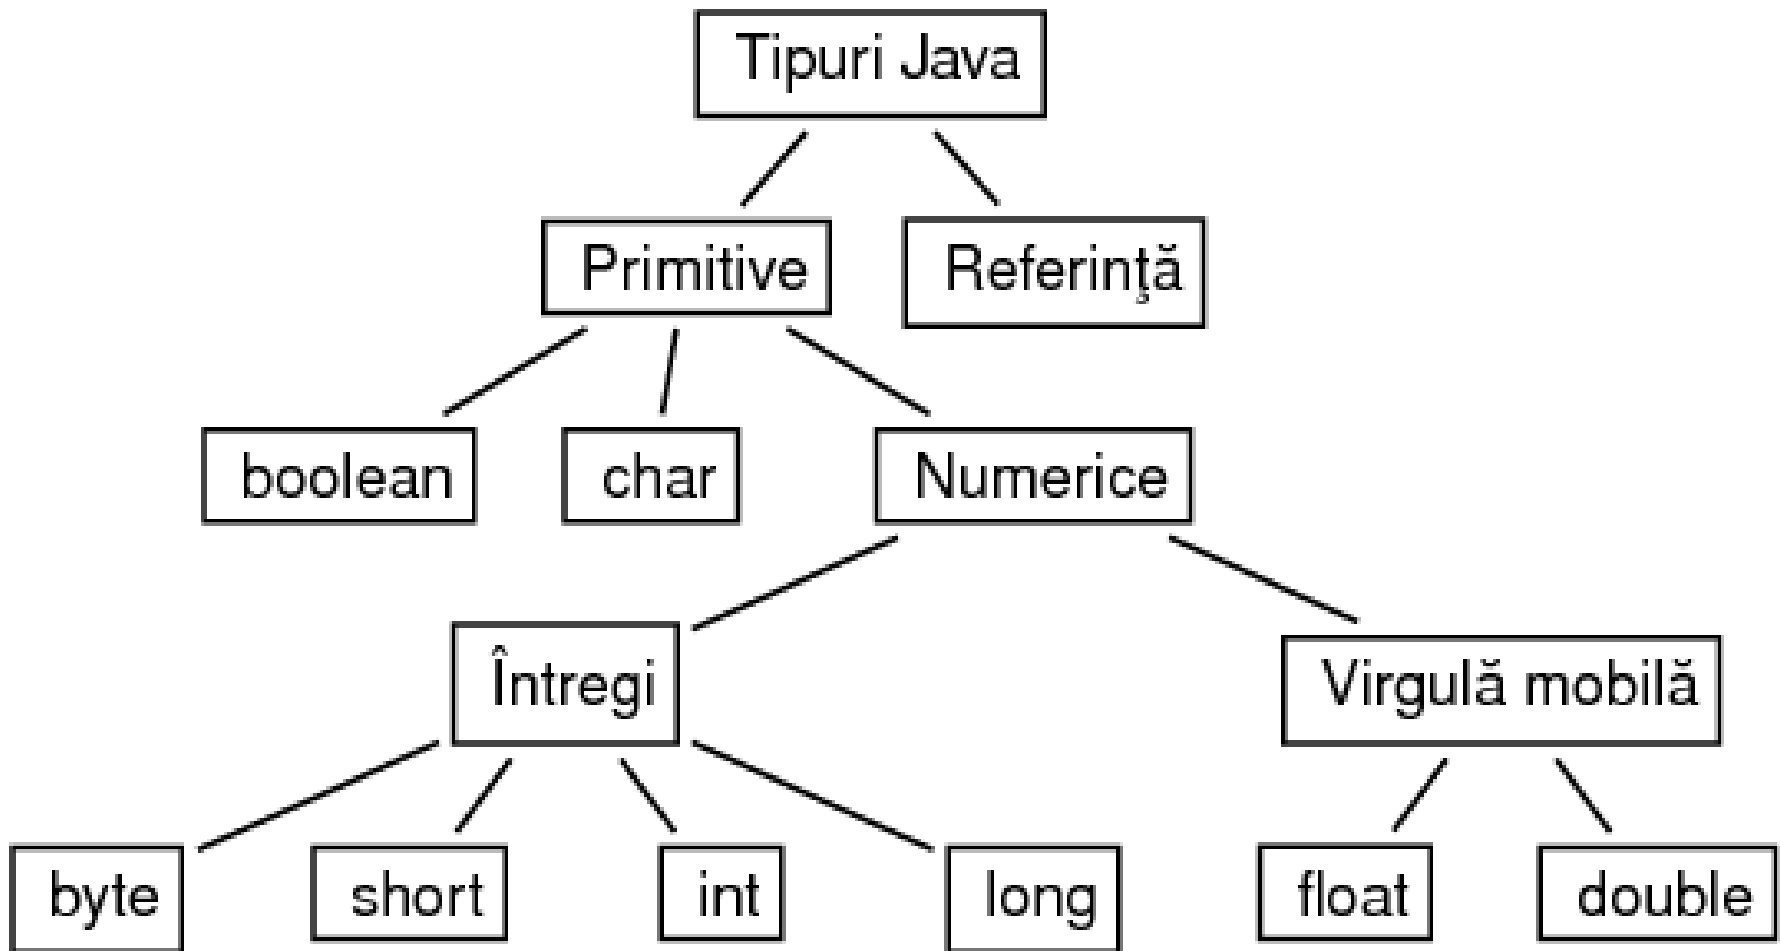 Tipuri Java
Primitive
Referinţă
boolean
char
Numerice
Întregi
Virgulă mobilă
byte
short
int
long
float
double